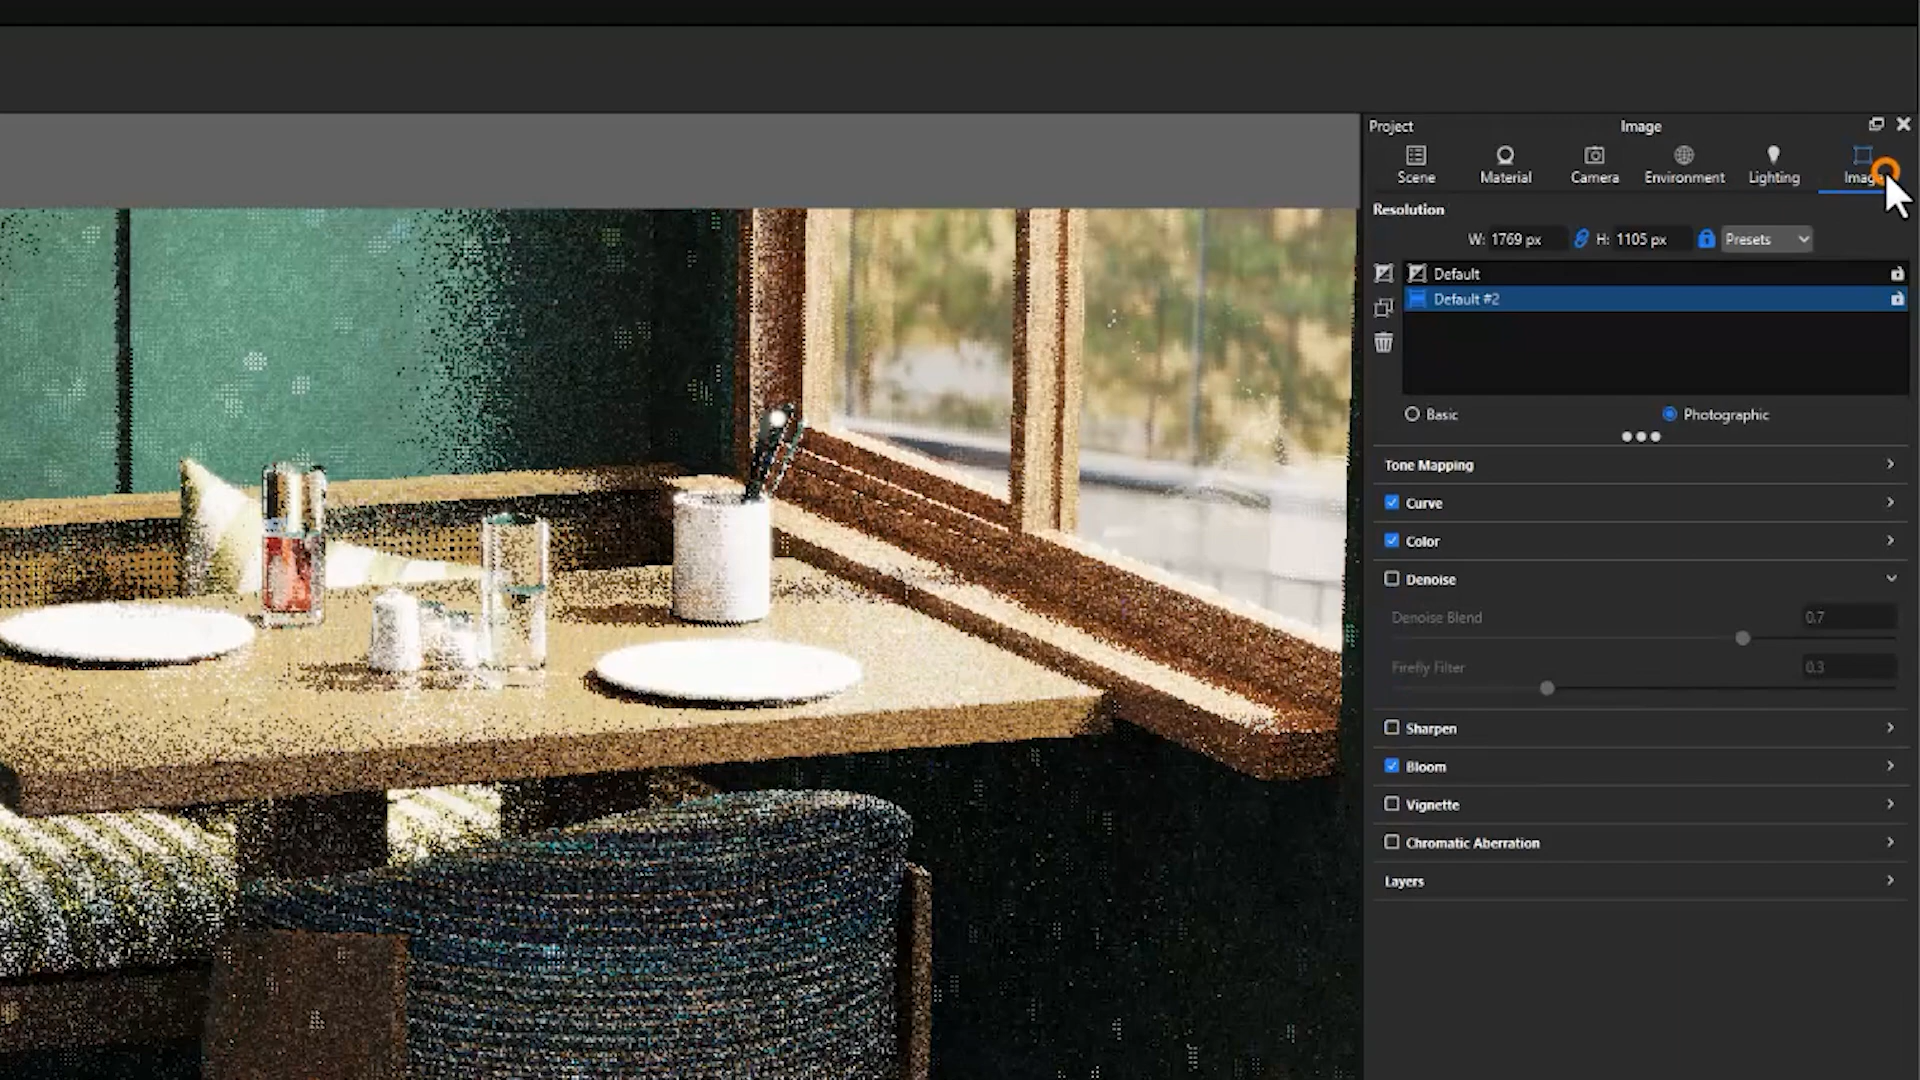 Project
Image
Scene
Material
Camera
Environment
Lighting
Image
Resolution
W: 1769 px
H: 1105 px
Presets
Default
Default #2
Basic
Photographic
Tone Mapping
Curve
Color
Denoise
Denoise Blend
0.7
Firefly Filter
0.3
Sharpen
Bloom
Vignette
Chromatic Aberration
Layers